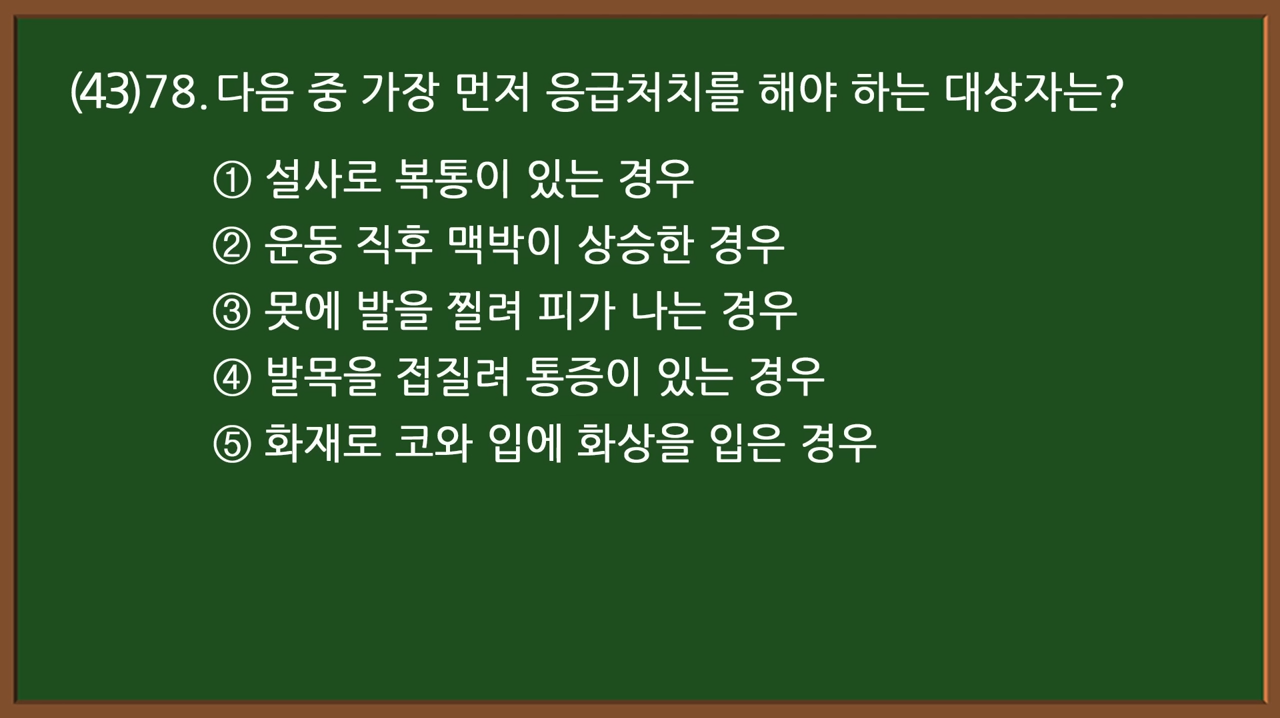 (43)78. 다음 중 가장 먼저 응급처치를 해야 하는 대상자는?
① 설사로 복통이 있는 경우
② 운동 직후 맥박이 상승한 경우
③ 못에 발을 찔려 피가 나는 경우
④ 발목을 접질려 통증이 있는 경우
⑤ 화재로 코와 입에 화상을 입은 경우